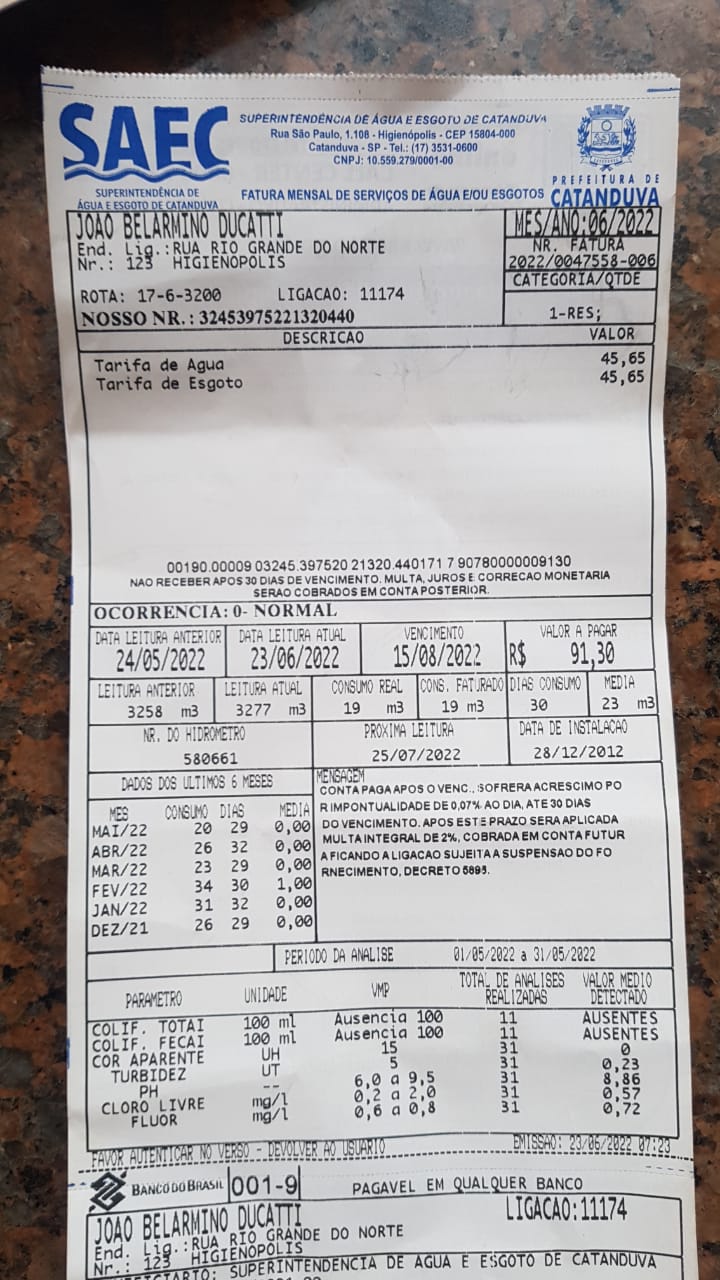 SAEC
SUPERINTENDÊNCIA DE
ÁGUA E ESGOTO DE CATANDUVA
SUPERINTENDÊNCIA DE ÁGUA E ESGOTO DE CATANDUVA
Rua São Paulo, 1.108 - Higienópolis - CEP 15804-000
Catanduva - SP - Tel.: (17) 3531-0600
CNPJ: 10.559.279/0001-00
FATURA MENSAL DE SERVIÇOS DE ÁGUA E/OU ESGOTOS
PREFEITURA DE
CATANDUVA
JOAO BELARMINO DUCATTI
End. Lig.:RUA RIO GRANDE DO NORTE
Nr.: 123 HIGIENOPOLIS
ROTA: 17-6-3200 LIGACAO: 11174
NOSSO NR.: 32453975221320440
MES/ANO:06/2022
NR. FATURA
2022/0047558-006
CATEGORIA/QTDE
1-RES;
DESCRICAO VALOR
Tarifa de Agua 45,65
Tarifa de Esgoto 45,65
00190.00009 03245.397520 21320.440171 7 90780000009130
NAO RECEBER APOS 30 DIAS DE VENCIMENTO. MULTA, JUROS E CORRECAO MONETARIA
SERAO COBRADOS EM CONTA POSTERIOR.
OCORRENCIA: 0- NORMAL
DATA LEITURA ANTERIOR DATA LEITURA ATUAL VENCIMENTO VALOR A PAGAR
24/05/2022 23/06/2022 15/08/2022 R$ 91,30
LEITURA ANTERIOR LEITURA ATUAL CONSUMO REAL CONS. FATURADO DIAS CONSUMO MEDIA
3258 m3 3277 m3 19 m3 19 m3 30 23 m3
NR. DO HIDROMETRO PROXIMA LEITURA DATA DE INSTALACAO
580661 25/07/2022 28/12/2012
DADOS DOS ULTIMOS 6 MESES
MES CONSUMO DIAS MEDIA
MAI/22 20 29 0,00
ABR/22 26 32 0,00
MAR/22 23 29 0,00
FEV/22 34 30 1,00
JAN/22 31 32 0,00
DEZ/21 26 29 0,00
MENSAGEM
CONTA PAGA APOS O VENC., SOFRERA ACRESCIMO PO
R IMPONTUALIDADE DE 0,07% AO DIA, ATE 30 DIAS
DO VENCIMENTO. APOS ESTE PRAZO SERA APLICADA
MULTA INTEGRAL DE 2%, COBRADA EM CONTA FUTUR
A FICANDO A LIGACAO SUJEITA A SUSPENSAO DO FO
RNECIMENTO, DECRETO 5895.
PERIODO DA ANALISE 01/05/2022 a 31/05/2022
PARAMETRO UNIDADE VMP TOTAL DE ANALISES REALIZADAS VALOR MEDIO DETECTADO
COLIF. TOTAI 100 ml Ausencia 100 11 AUSENTES
COLIF. FECAI 100 ml Ausencia 100 11 AUSENTES
COR APARENTE UH 15 31 0
TURBIDEZ UT 5 31 0,23
PH -- 6,0 a 9,5 31 8,86
CLORO LIVRE mg/l 0,2 a 2,0 31 0,57
FLUOR mg/l 0,6 a 0,8 31 0,72
FAVOR AUTENTICAR NO VERSO - DEVOLVER AO USUARIO EMISSAO: 23/06/2022 07:23
BANCO DO BRASIL 001-9 PAGAVEL EM QUALQUER BANCO
JOAO BELARMINO DUCATTI LIGACAO:11174
End. Lig.:RUA RIO GRANDE DO NORTE
Nr.: 123 HIGIENOPOLIS
SUPERINTENDENCIA DE AGUA E ESGOTO DE CATANDUVA